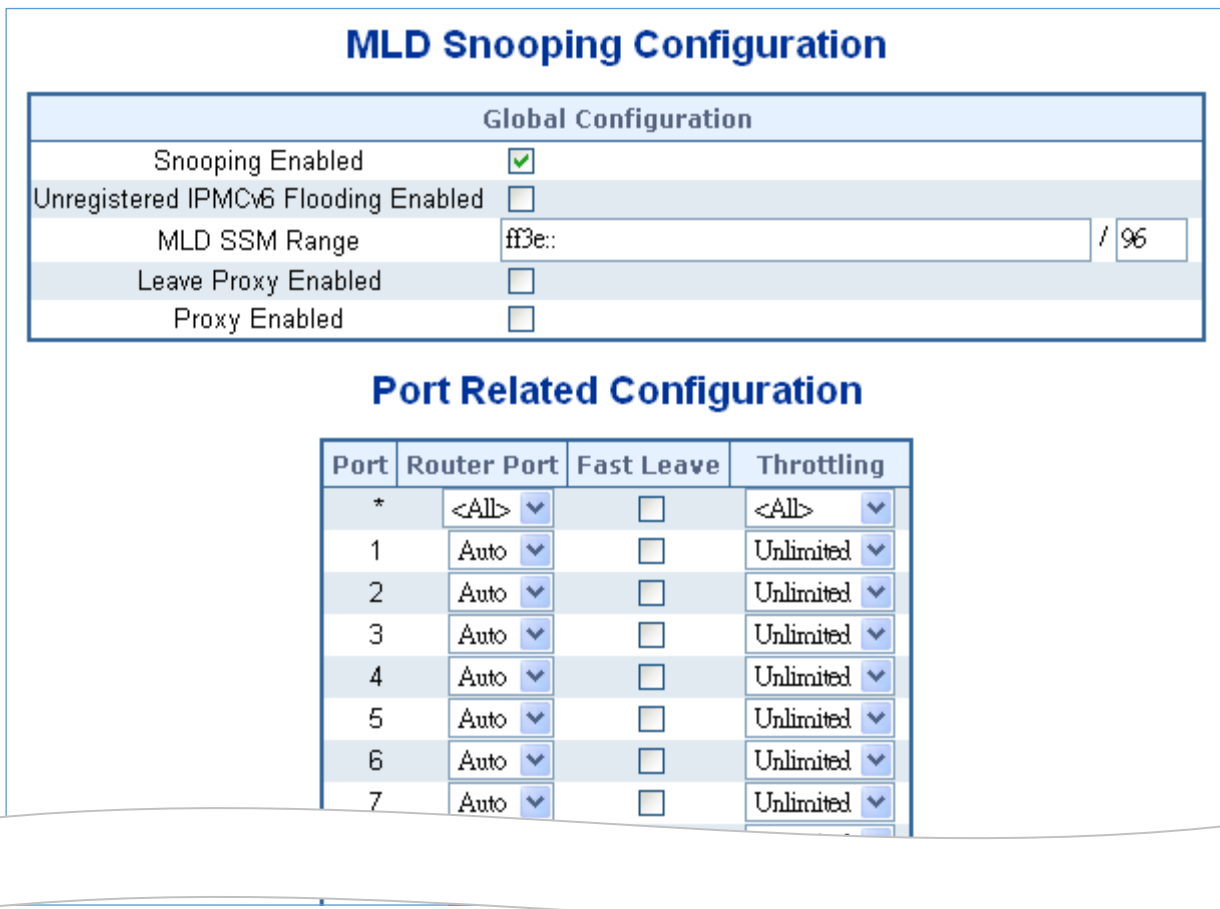 MLD Snooping Configuration
Global Configuration
Snooping Enabled
Unregistered IPMCv6 Flooding Enabled
MLD SSM Range ff3e:: / 96
Leave Proxy Enabled
Proxy Enabled
Port Related Configuration
Port Router Port Fast Leave Throttling
* <All> <All>
1 Auto Unlimited
2 Auto Unlimited
3 Auto Unlimited
4 Auto Unlimited
5 Auto Unlimited
6 Auto Unlimited
7 Auto Unlimited